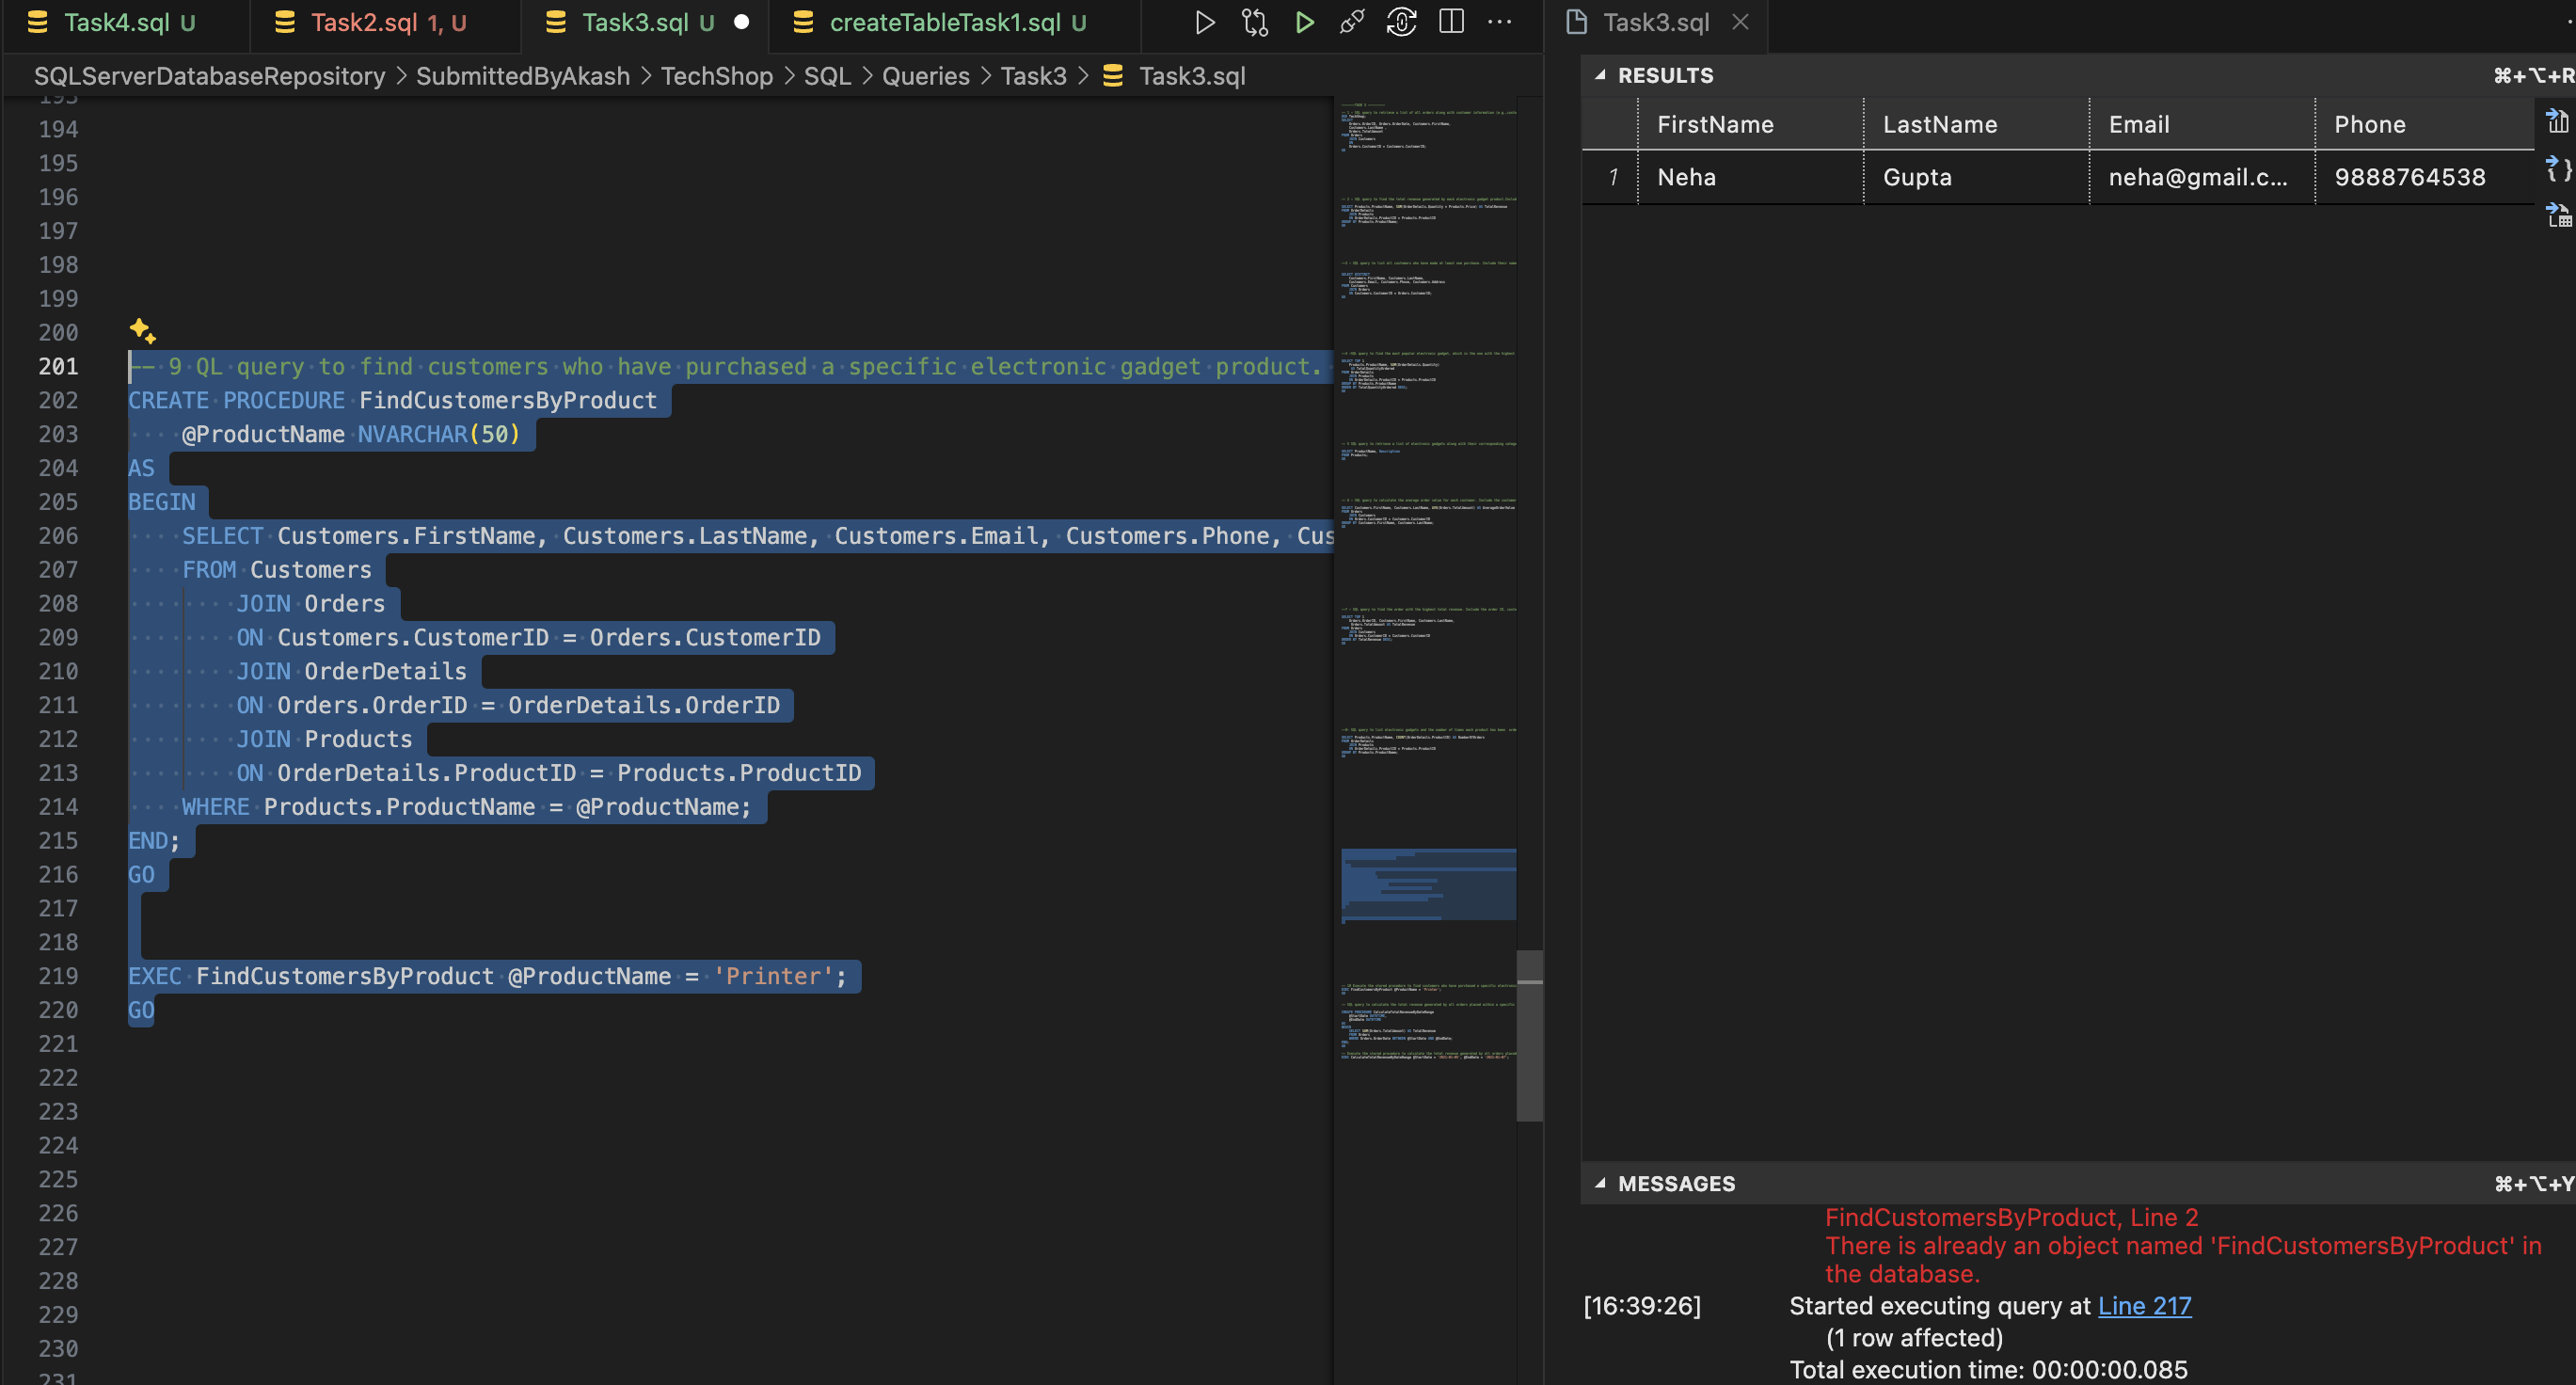 Task4.sql U
Task2.sql 1, U
Task3.sql U
createTableTask1.sql U
Task3.sql
SQLServerDatabaseRepository > SubmittedByAkash > TechShop > SQL > Queries > Task3 > Task3.sql
193
194
195
196
197
198
199
200
201 -- 9 QL query to find customers who have purchased a specific electronic gadget product.
202 CREATE PROCEDURE FindCustomersByProduct
203 @ProductName NVARCHAR(50)
204 AS
205 BEGIN
206 SELECT Customers.FirstName, Customers.LastName, Customers.Email, Customers.Phone, Cus
207 FROM Customers
208 JOIN Orders
209 ON Customers.CustomerID = Orders.CustomerID
210 JOIN OrderDetails
211 ON Orders.OrderID = OrderDetails.OrderID
212 JOIN Products
213 ON OrderDetails.ProductID = Products.ProductID
214 WHERE Products.ProductName = @ProductName;
215 END;
216 GO
217
218
219 EXEC FindCustomersByProduct @ProductName = 'Printer';
220 GO
221
222
223
224
225
226
227
228
229
230
231
RESULTS ⌘+⌥+R
FirstName LastName Email Phone
1 Neha Gupta neha@gmail.c... 9888764538
MESSAGES ⌘+⌥+Y
FindCustomersByProduct, Line 2
There is already an object named 'FindCustomersByProduct' in
the database.
[16:39:26] Started executing query at Line 217
(1 row affected)
Total execution time: 00:00:00.085